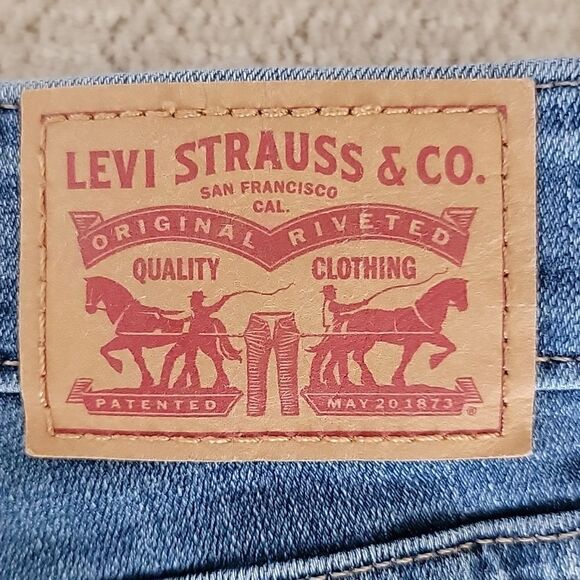 LEVI STRAUSS & CO.
SAN FRANCISCO
CAL.
ORIGINAL RIVETED
QUALITY CLOTHING
PATENTED MAY 20 1873 ®